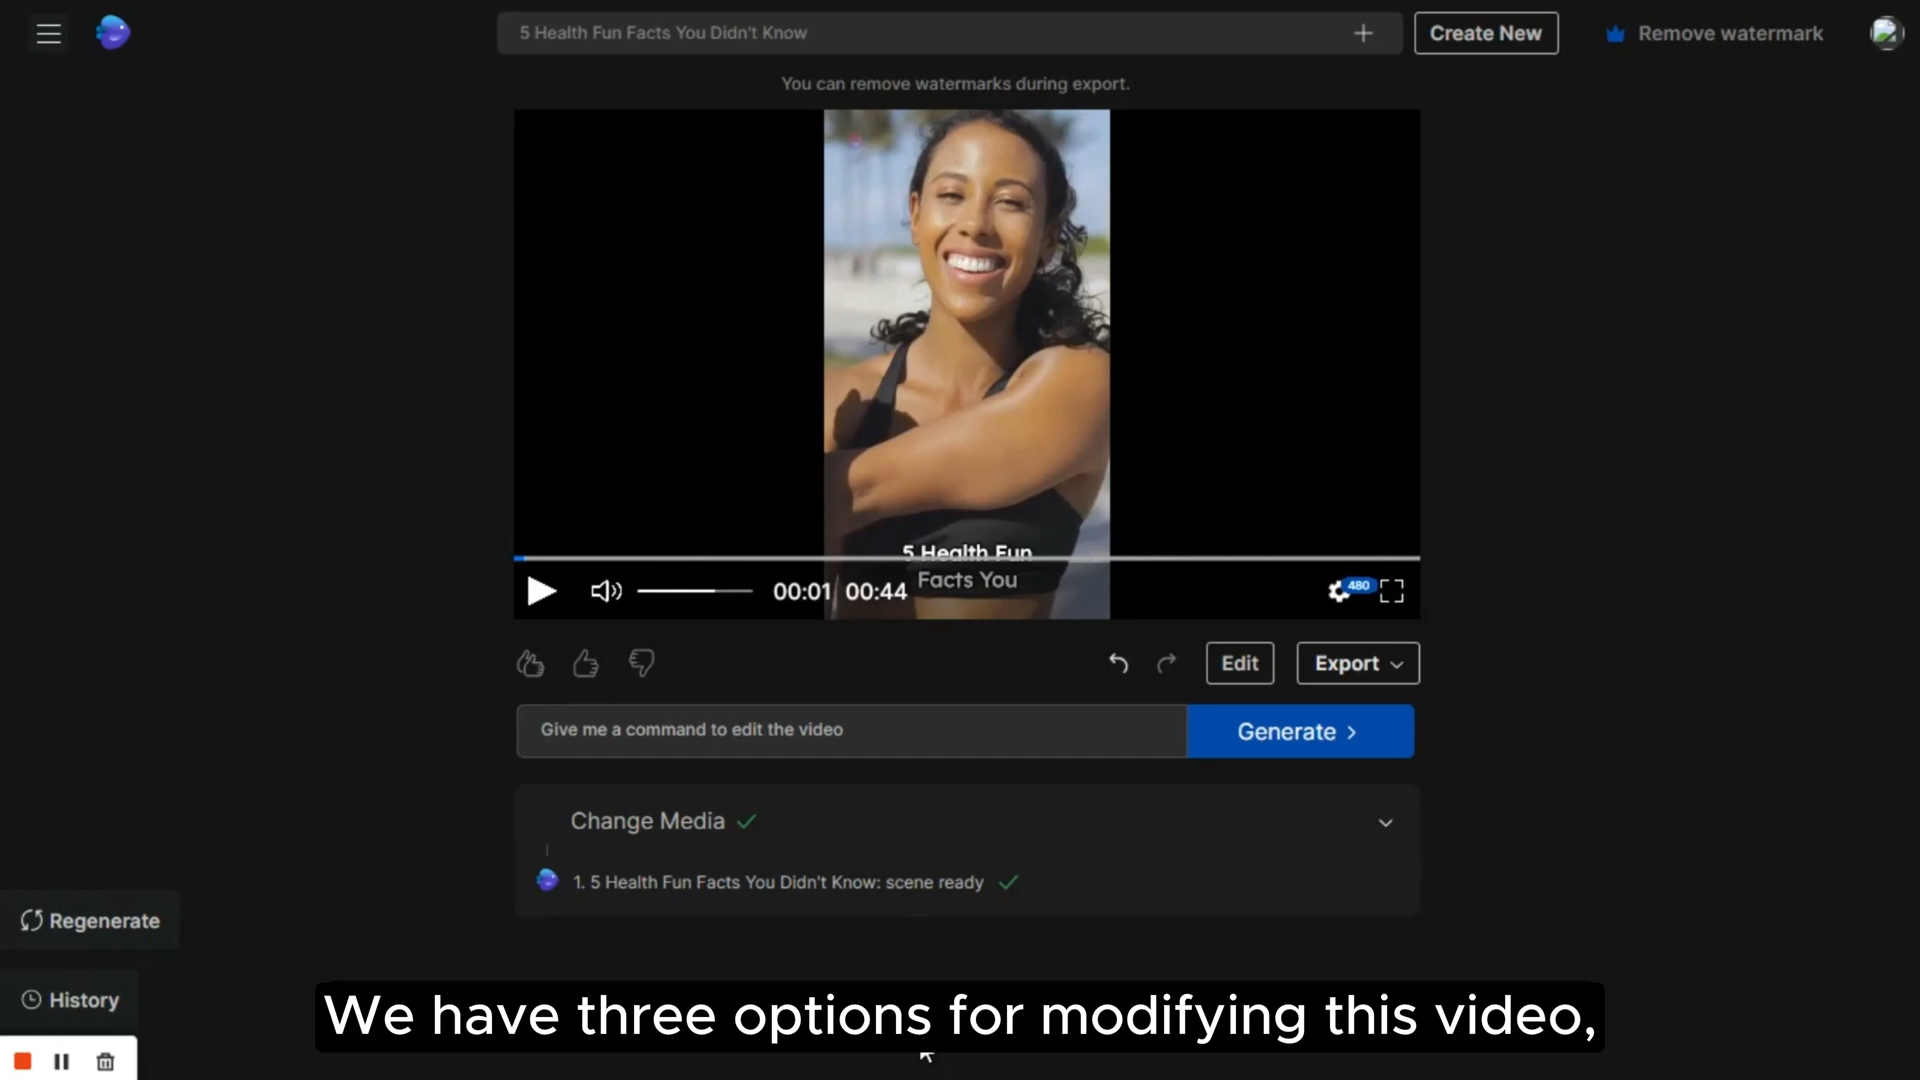 5 Health Fun Facts You Didn't Know
Create New
Remove watermark
You can remove watermarks during export.
5 Health Fun
Facts You
00:01 00:44
480
Edit
Export
Give me a command to edit the video
Generate
Change Media
1. 5 Health Fun Facts You Didn't Know: scene ready
Regenerate
History
We have three options for modifying this video,